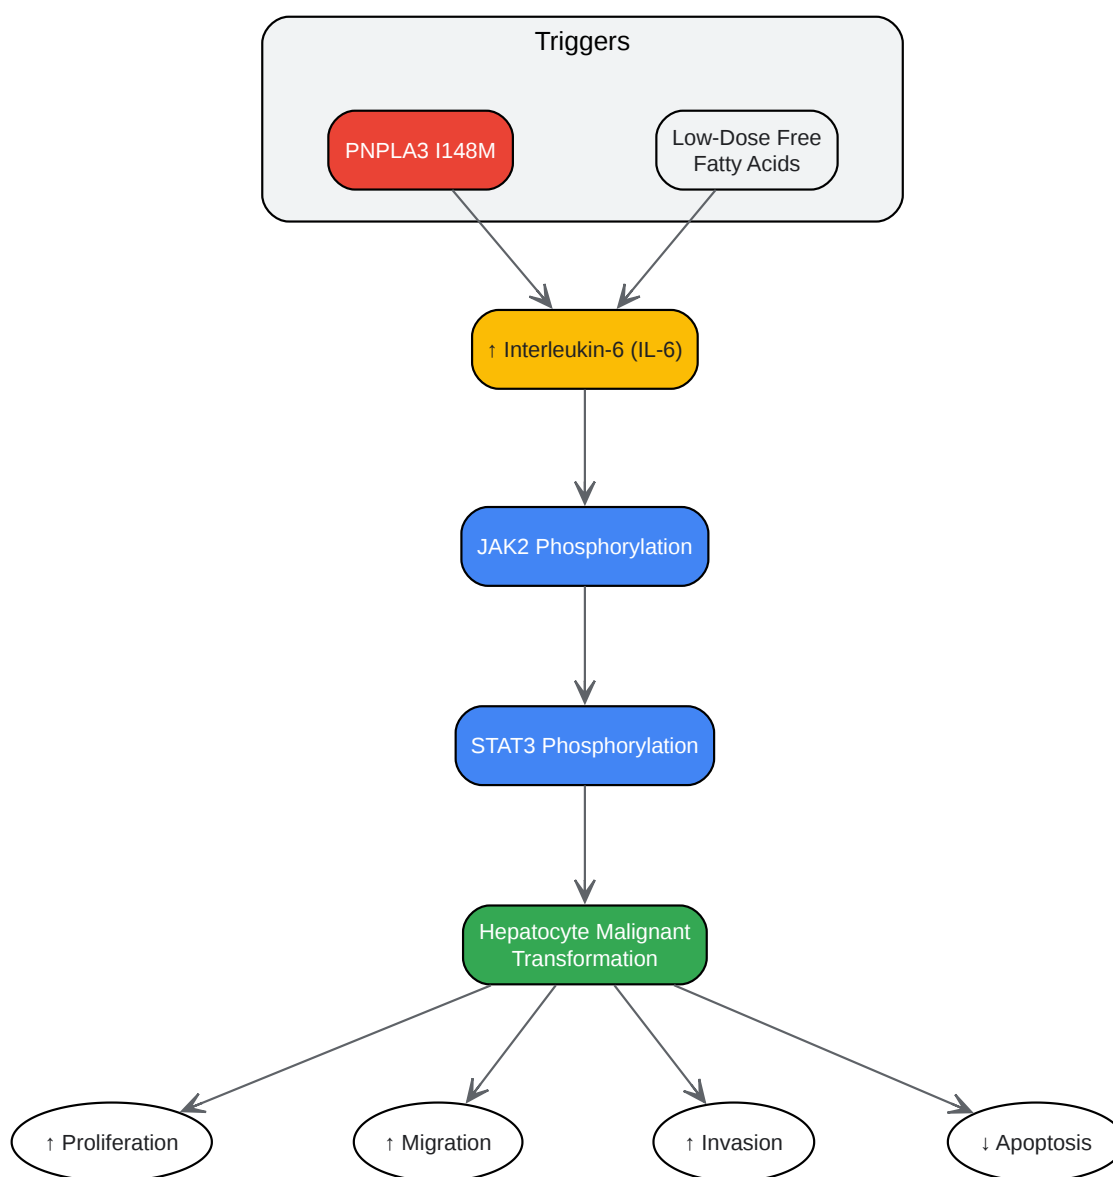 Triggers
PNPLA3 I148M
Low-Dose Free
Fatty Acids
↑ Interleukin-6 (IL-6)
JAK2 Phosphorylation
STAT3 Phosphorylation
Hepatocyte Malignant
Transformation
↑ Proliferation
↑ Migration
↑ Invasion
↓ Apoptosis